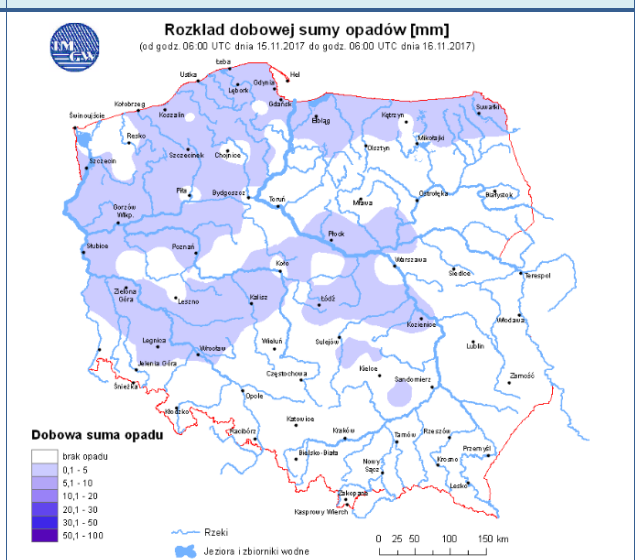 IM
GW
Rozkład dobowej sumy opadów [mm]
(od godz. 06:00 UTC dnia 15.11.2017 do godz. 06:00 UTC dnia 16.11.2017)
Łeba
Hel
Ustka
Gdynia
Lębork
Kołobrzeg
Gdańsk
Koszalin
Suwałki
Świnoujście
Elbląg
Kętrzyn
Resko
Mikołajki
Olsztyn
Szczecinek
Chojnice
Szczecin
Piła
Bydgoszcz
Toruń
Mława
Ostrołęka
Białystok
Gorzów
Wlkp.
Płock
Słubice
Poznań
Koło
Warszawa
Siedlce
Terespol
Zielona
Góra
Leszno
Kalisz
Łódź
Kozienice
Włodawa
Legnica
Wrocław
Wieluń
Sulejów
Lublin
Jelenia Góra
Kielce
Śnieżka
Częstochowa
Sandomierz
Zamość
Opole
Kłodzko
Katowice
Racibórz
Kraków
Tarnów
Rzeszów
Bielsko-Biała
Nowy
Sącz
Krosno
Przemyśl
Lesko
Zakopane
Kasprowy Wierch
Dobowa suma opadu
brak opadu
0,1 - 5
5,1 - 10
10,1 - 20
20,1 - 30
30,1 - 50
50,1 - 100
Rzeki
Jeziora i zbiorniki wodne
0 25 50 100 150 km